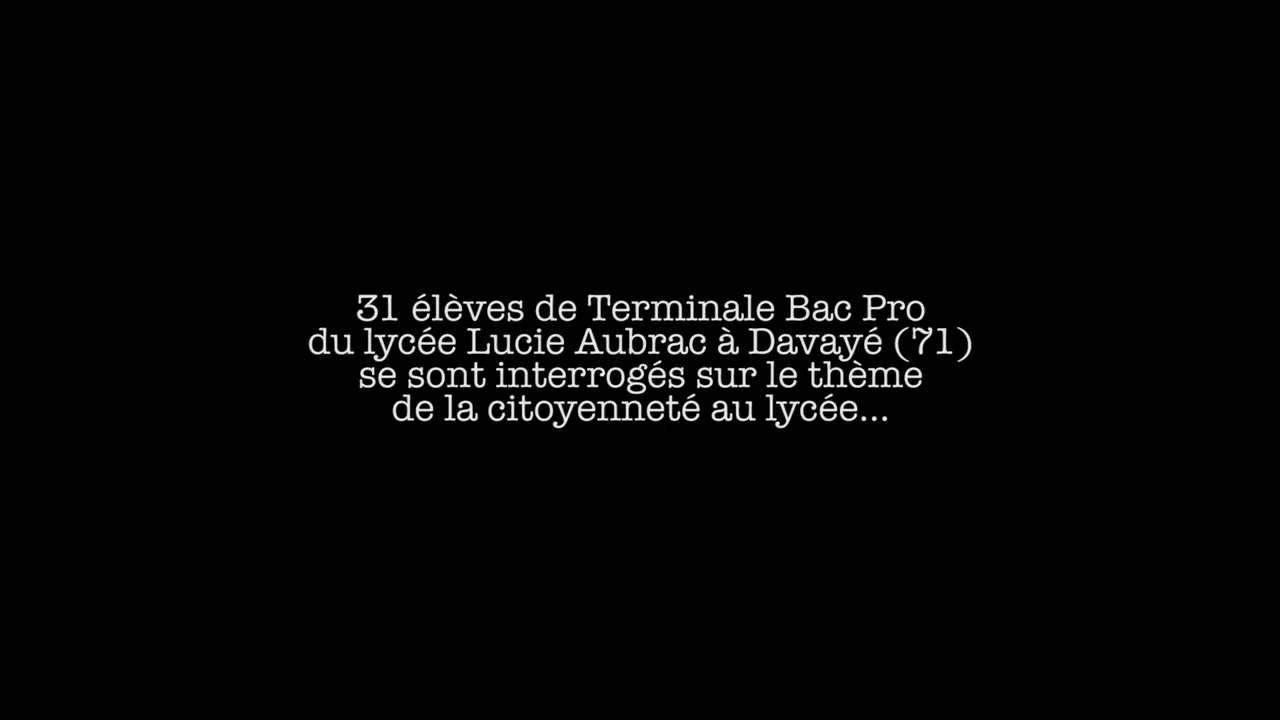 31 élèves de Terminale Bac Pro
du lycée Lucie Aubrac à Davayé (71)
se sont interrogés sur le thème
de la citoyenneté au lycée...